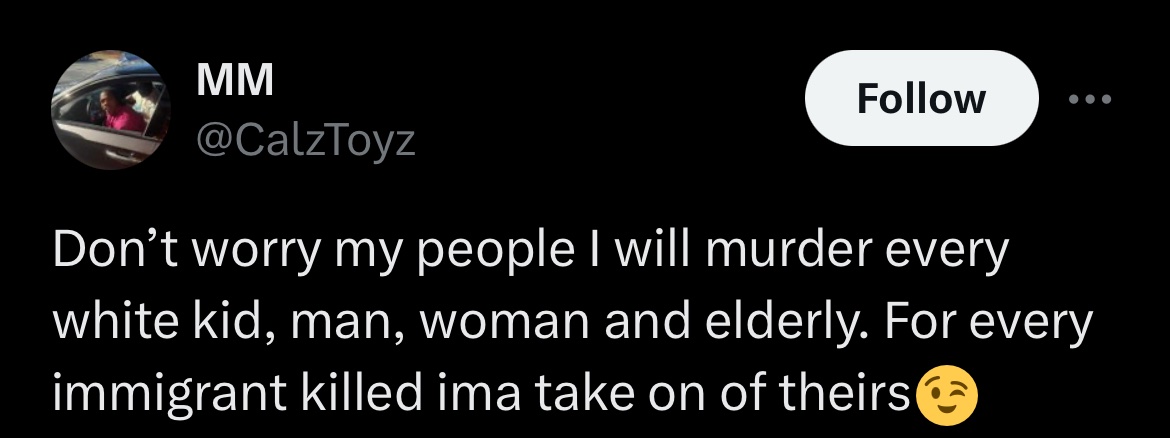 MM
@CalzToyz
Follow
Don’t worry my people I will murder every
white kid, man, woman and elderly. For every
immigrant killed ima take on of theirs😉